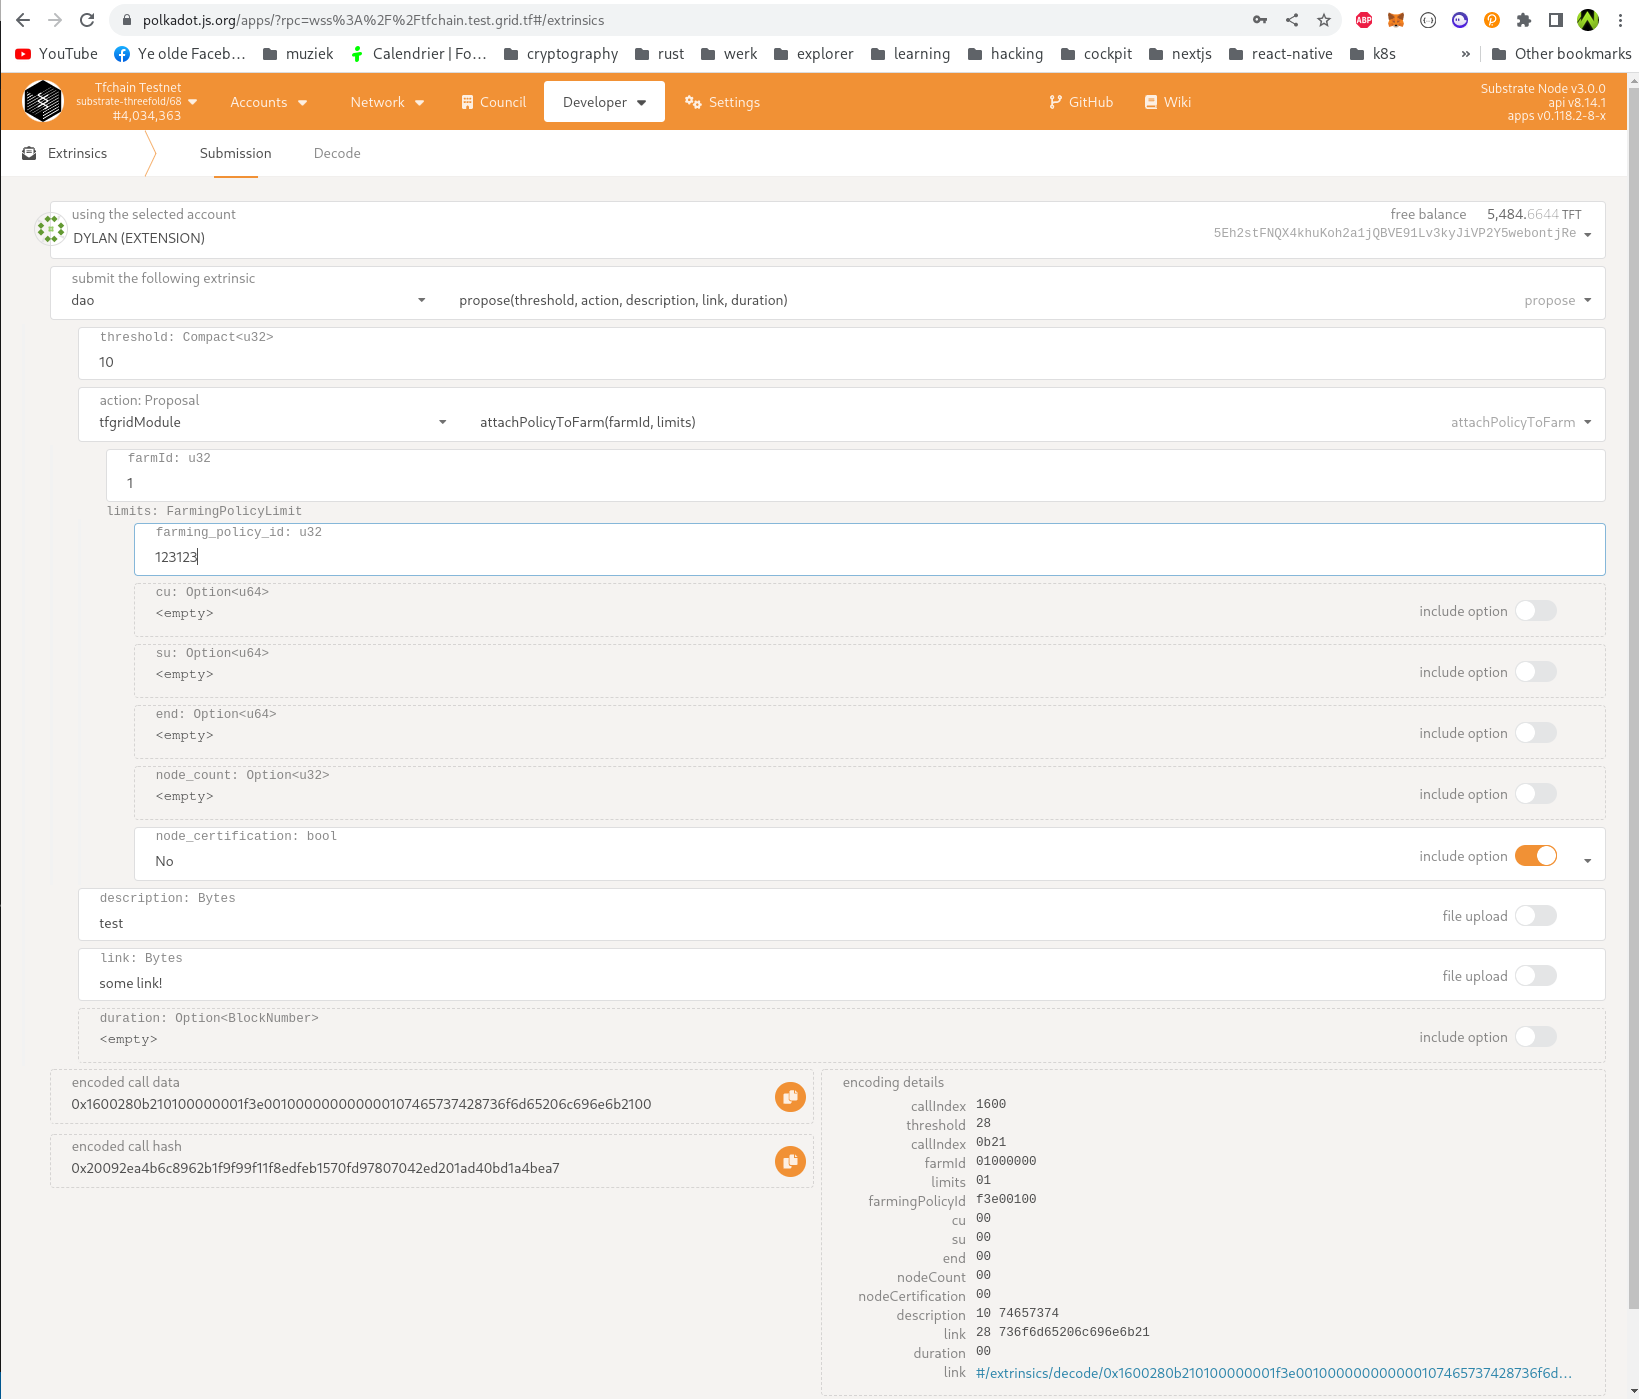 polkadot.js.org/apps/?rpc=wss%3A%2F%2Ftfchain.test.grid.tf#/extrinsics
ABP
YouTube Ye olde Faceb... muziek Calendrier | Fo... cryptography rust werk explorer learning hacking cockpit nextjs react-native k8s » Other bookmarks
Tfchain Testnet
substrate-threefold/68
#4,034,363
Accounts Network Council Developer Settings GitHub Wiki
Substrate Node v3.0.0
api v8.14.1
apps v0.118.2-8-x
Extrinsics Submission Decode
using the selected account
DYLAN (EXTENSION)
free balance 5,484.6644 TFT
5Eh2stFNQX4khuKoh2a1jQBVE91Lv3kyJiVP2Y5webontjRe
submit the following extrinsic
dao propose(threshold, action, description, link, duration) propose
threshold: Compact<u32>
10
action: Proposal
tfgridModule attachPolicyToFarm(farmId, limits) attachPolicyToFarm
farmId: u32
1
limits: FarmingPolicyLimit
farming_policy_id: u32
123123
cu: Option<u64>
<empty> include option
su: Option<u64>
<empty> include option
end: Option<u64>
<empty> include option
node_count: Option<u32>
<empty> include option
node_certification: bool
No include option
description: Bytes
test file upload
link: Bytes
some link! file upload
duration: Option<BlockNumber>
<empty> include option
encoded call data
0x1600280b210100000001f3e001000000000000107465737428736f6d65206c696e6b2100
encoded call hash
0x20092ea4b6c8962b1f9f99f11f8edfeb1570fd97807042ed201ad40bd1a4bea7
encoding details
callIndex 1600
threshold 28
callIndex 0b21
farmId 01000000
limits 01
farmingPolicyId f3e00100
cu 00
su 00
end 00
nodeCount 00
nodeCertification 00
description 10 74657374
link 28 736f6d65206c696e6b21
duration 00
link #/extrinsics/decode/0x1600280b210100000001f3e001000000000000107465737428736f6d...